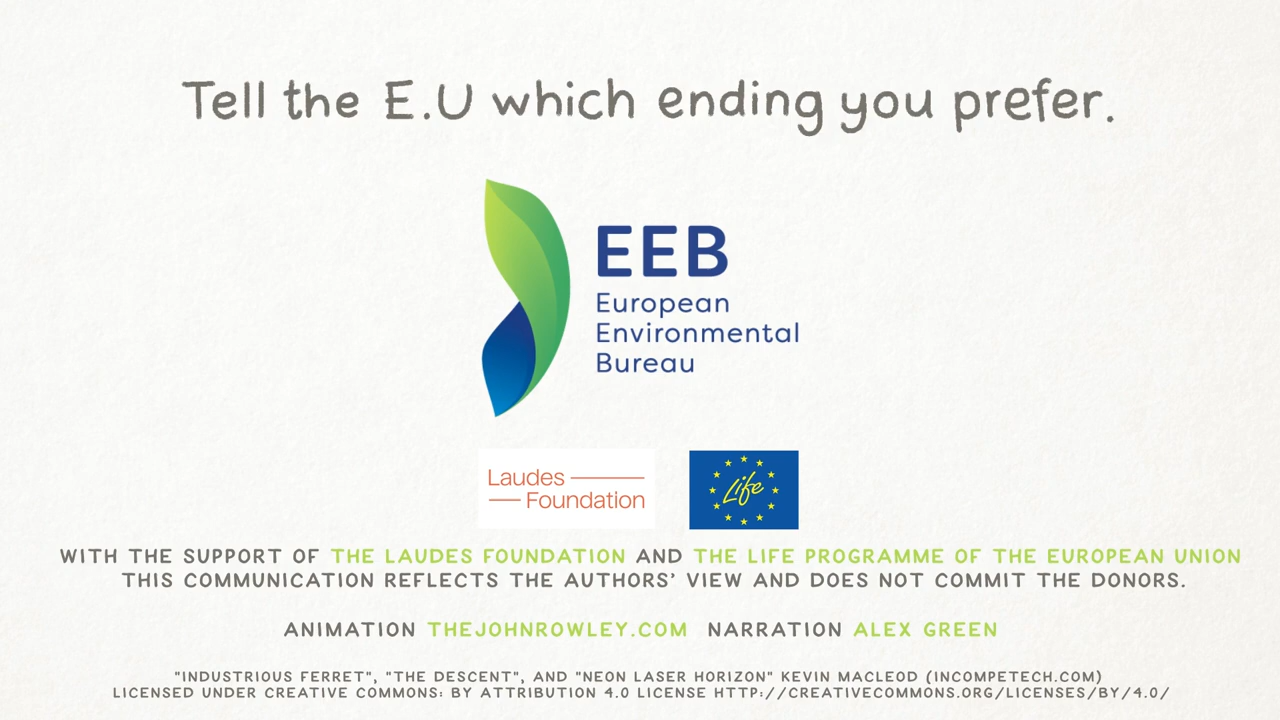 Tell the E.U which ending you prefer.
EEB
European
Environmental
Bureau
Laudes
Foundation
Life
WITH THE SUPPORT OF THE LAUDES FOUNDATION AND THE LIFE PROGRAMME OF THE EUROPEAN UNION
THIS COMMUNICATION REFLECTS THE AUTHORS' VIEW AND DOES NOT COMMIT THE DONORS.
ANIMATION THEJOHNROWLEY.COM NARRATION ALEX GREEN
"INDUSTRIOUS FERRET", "THE DESCENT", AND "NEON LASER HORIZON" KEVIN MACLEOD (INCOMPETECH.COM)
LICENSED UNDER CREATIVE COMMONS: BY ATTRIBUTION 4.0 LICENSE HTTP://CREATIVECOMMONS.ORG/LICENSES/BY/4.0/